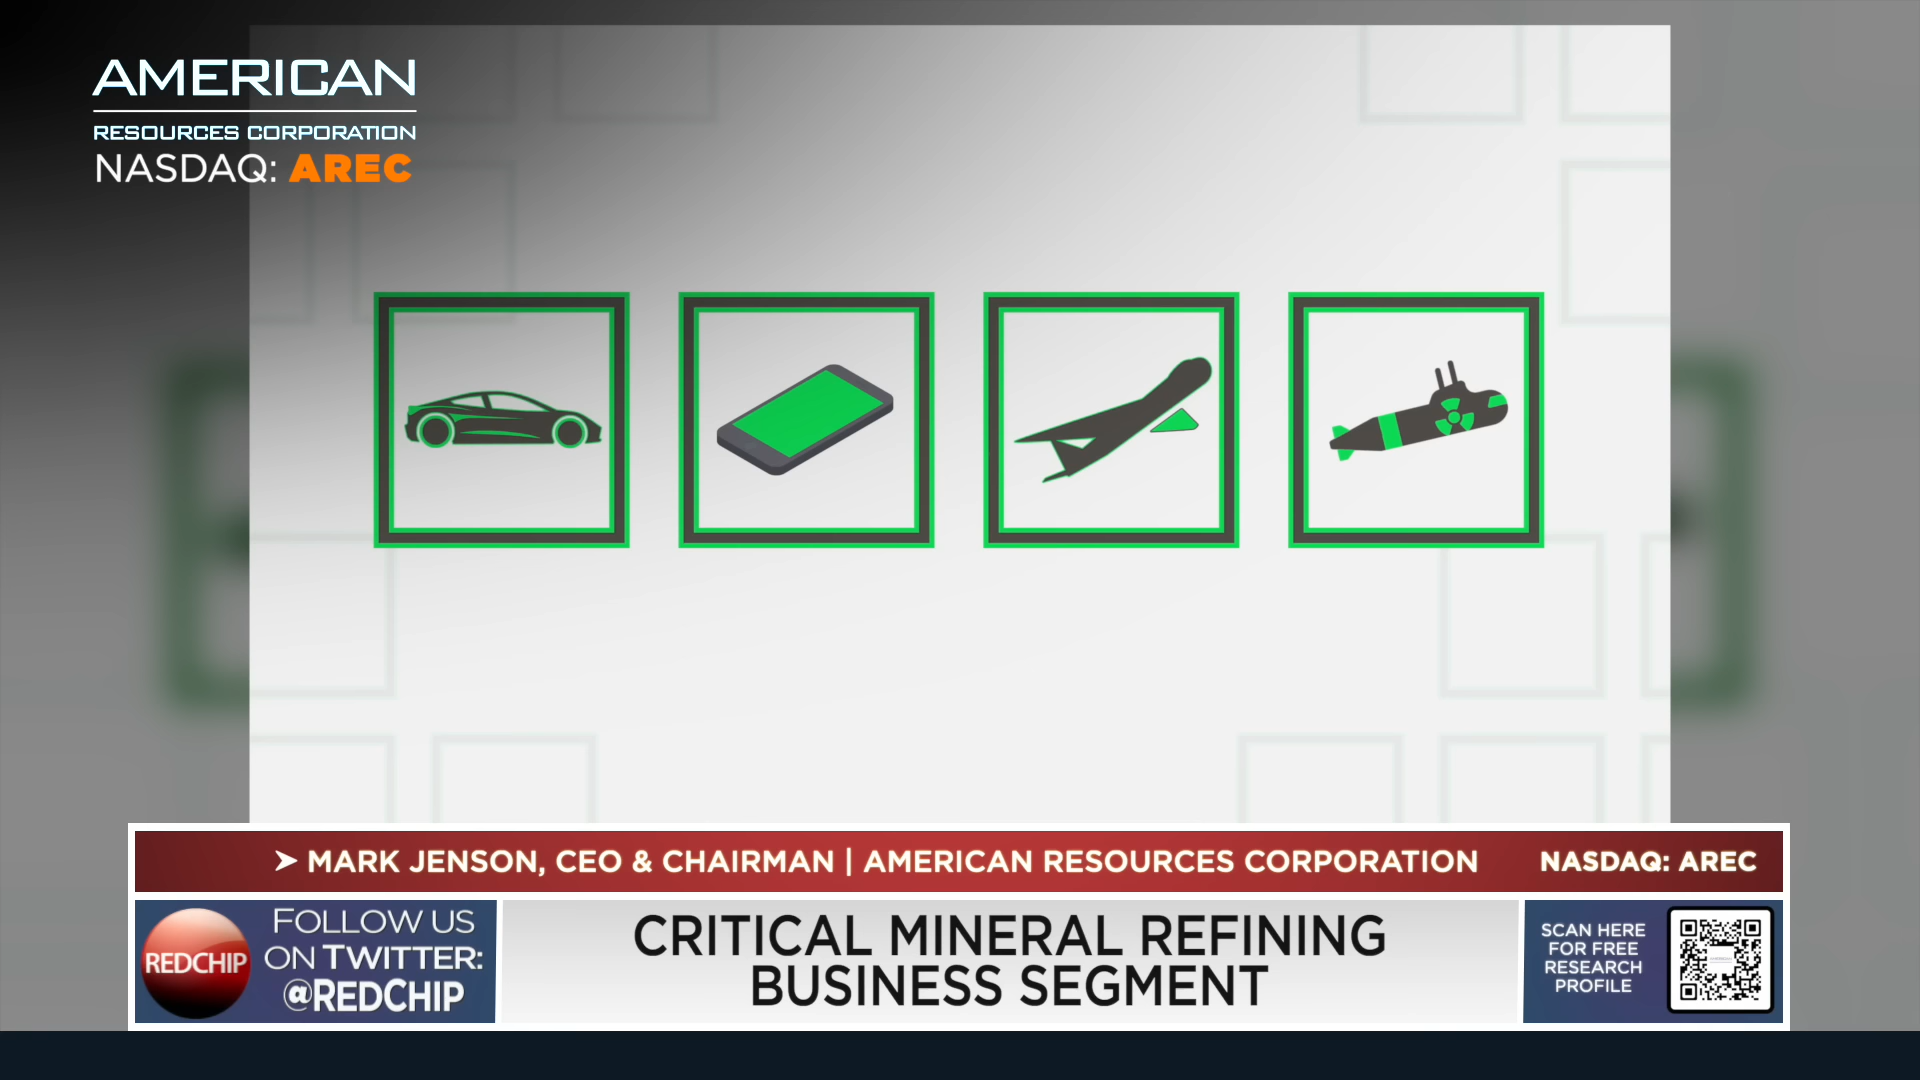 AMERICAN
RESOURCES CORPORATION
NASDAQ: AREC
➤ MARK JENSON, CEO & CHAIRMAN | AMERICAN RESOURCES CORPORATION
NASDAQ: AREC
REDCHIP
FOLLOW US
ON TWITTER:
@REDCHIP
CRITICAL MINERAL REFINING
BUSINESS SEGMENT
SCAN HERE
FOR FREE
RESEARCH
PROFILE